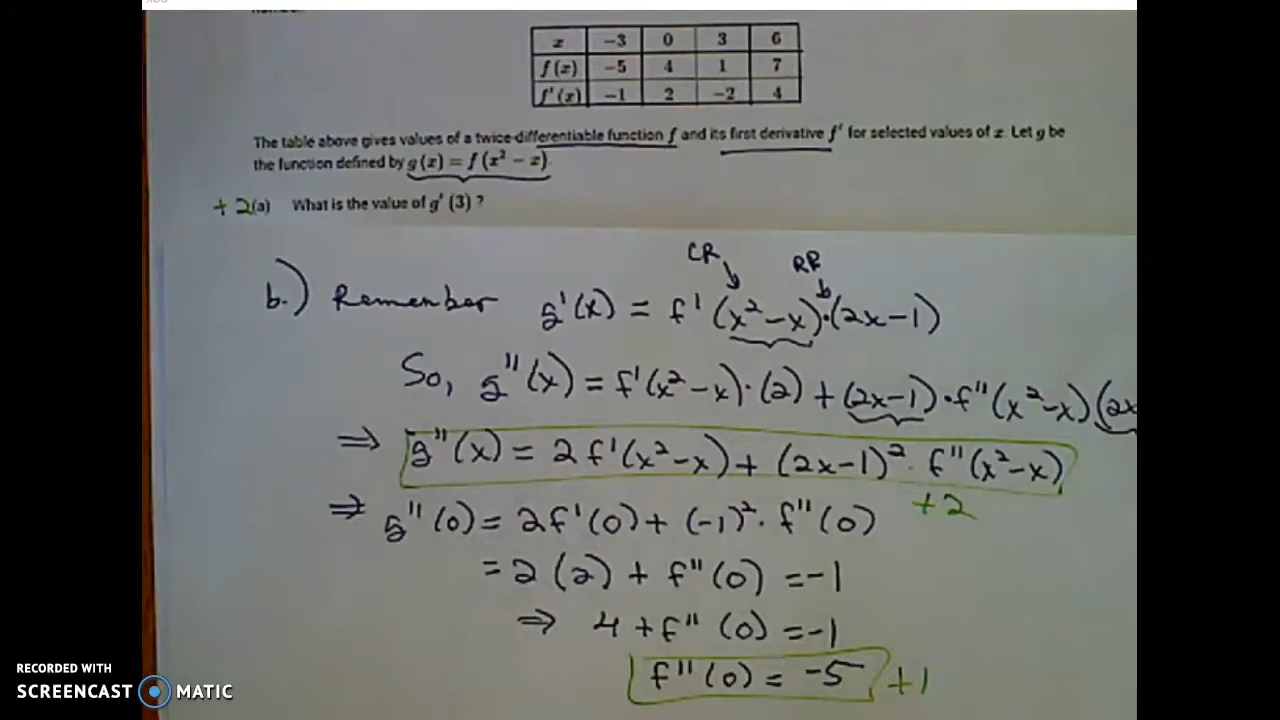 x -3 0 3 6
f(x) -5 4 1 7
f'(x) -1 2 -2 4
The table above gives values of a twice-differentiable function f and its first derivative f' for selected values of x. Let g be
the function defined by g(x) = f(x² - x).
+2(a) What is the value of g'(3)?
CR RR
b.) Remember g'(x) = f'(x²-x)·(2x-1)
So, g''(x) = f'(x²-x)·(2) + (2x-1)·f''(x²-x)(2x
⇒ g''(x) = 2f'(x²-x) + (2x-1)²·f''(x²-x)
+2
⇒ g''(0) = 2f'(0) + (-1)²·f''(0)
= 2(2) + f''(0) = -1
⇒ 4 + f''(0) = -1
f''(0) = -5 +1
RECORDED WITH
SCREENCAST MATIC